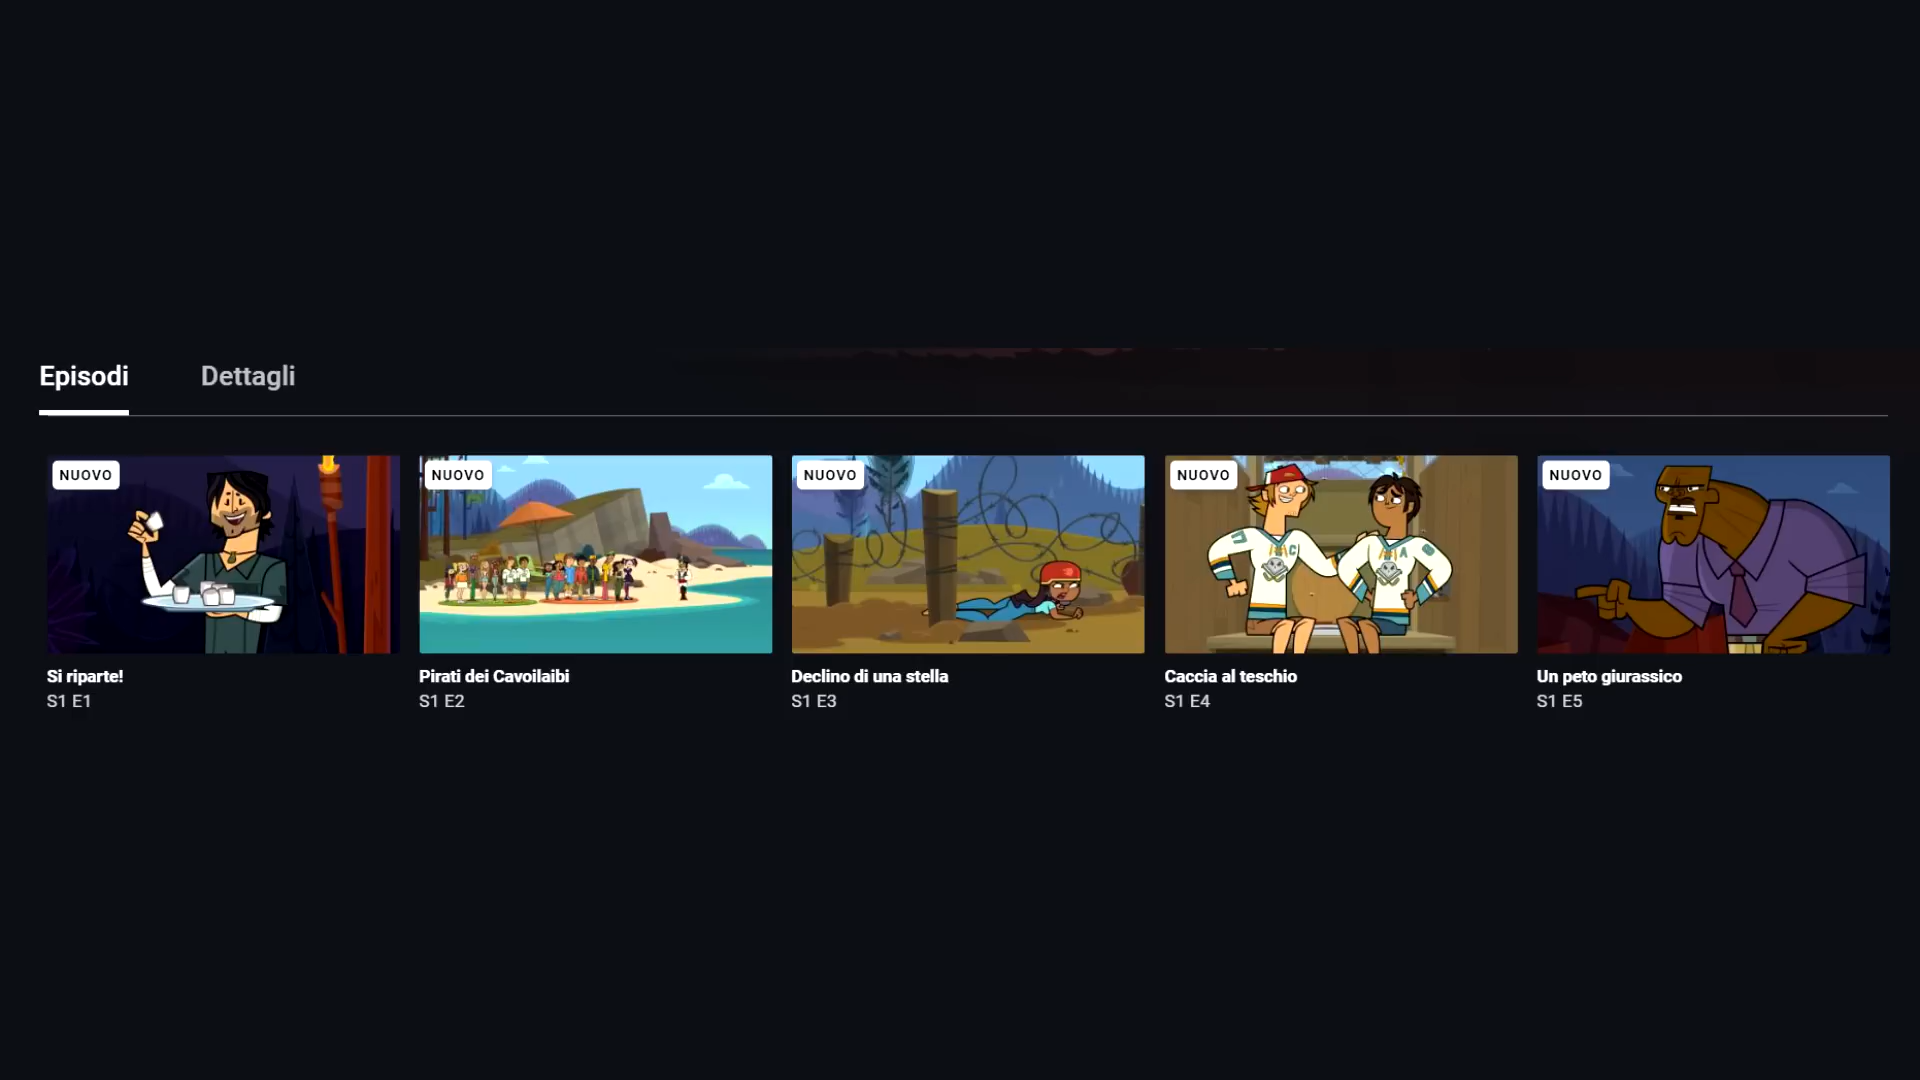 Episodi
Dettagli
NUOVO
NUOVO
NUOVO
NUOVO
NUOVO
Si riparte!
S1 E1
Pirati dei Cavoilaibi
S1 E2
Declino di una stella
S1 E3
Caccia al teschio
S1 E4
Un peto giurassico
S1 E5